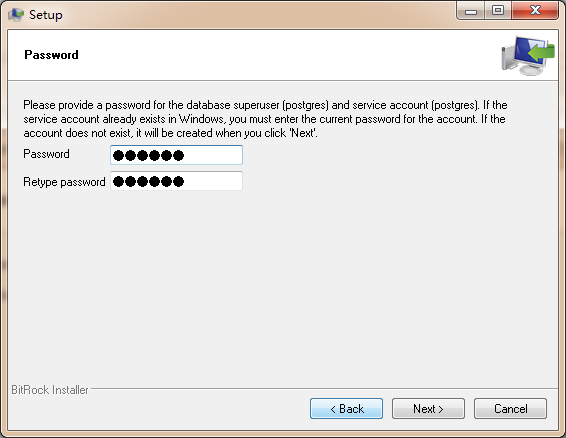 Setup
Password
Please provide a password for the database superuser (postgres) and service account (postgres). If the
service account already exists in Windows, you must enter the current password for the account. If the
account does not exist, it will be created when you click 'Next'.
Password ●●●●●●
Retype password ●●●●●●
BitRock Installer
< Back Next > Cancel